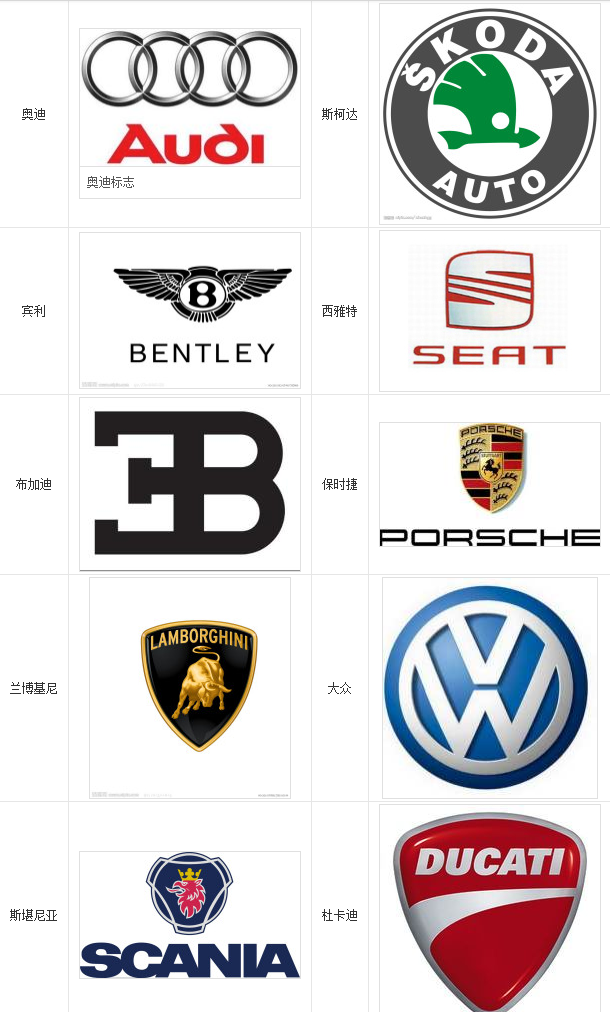 奥迪
Audi
奥迪标志
斯柯达
ŠKODA
AUTO
宾利
B
BENTLEY
西雅特
S
SEAT
布加迪
EB
保时捷
PORSCHE
STUTTGART
PORSCHE
兰博基尼
LAMBORGHINI
大众
VW
斯堪尼亚
SCANIA
杜卡迪
DUCATI